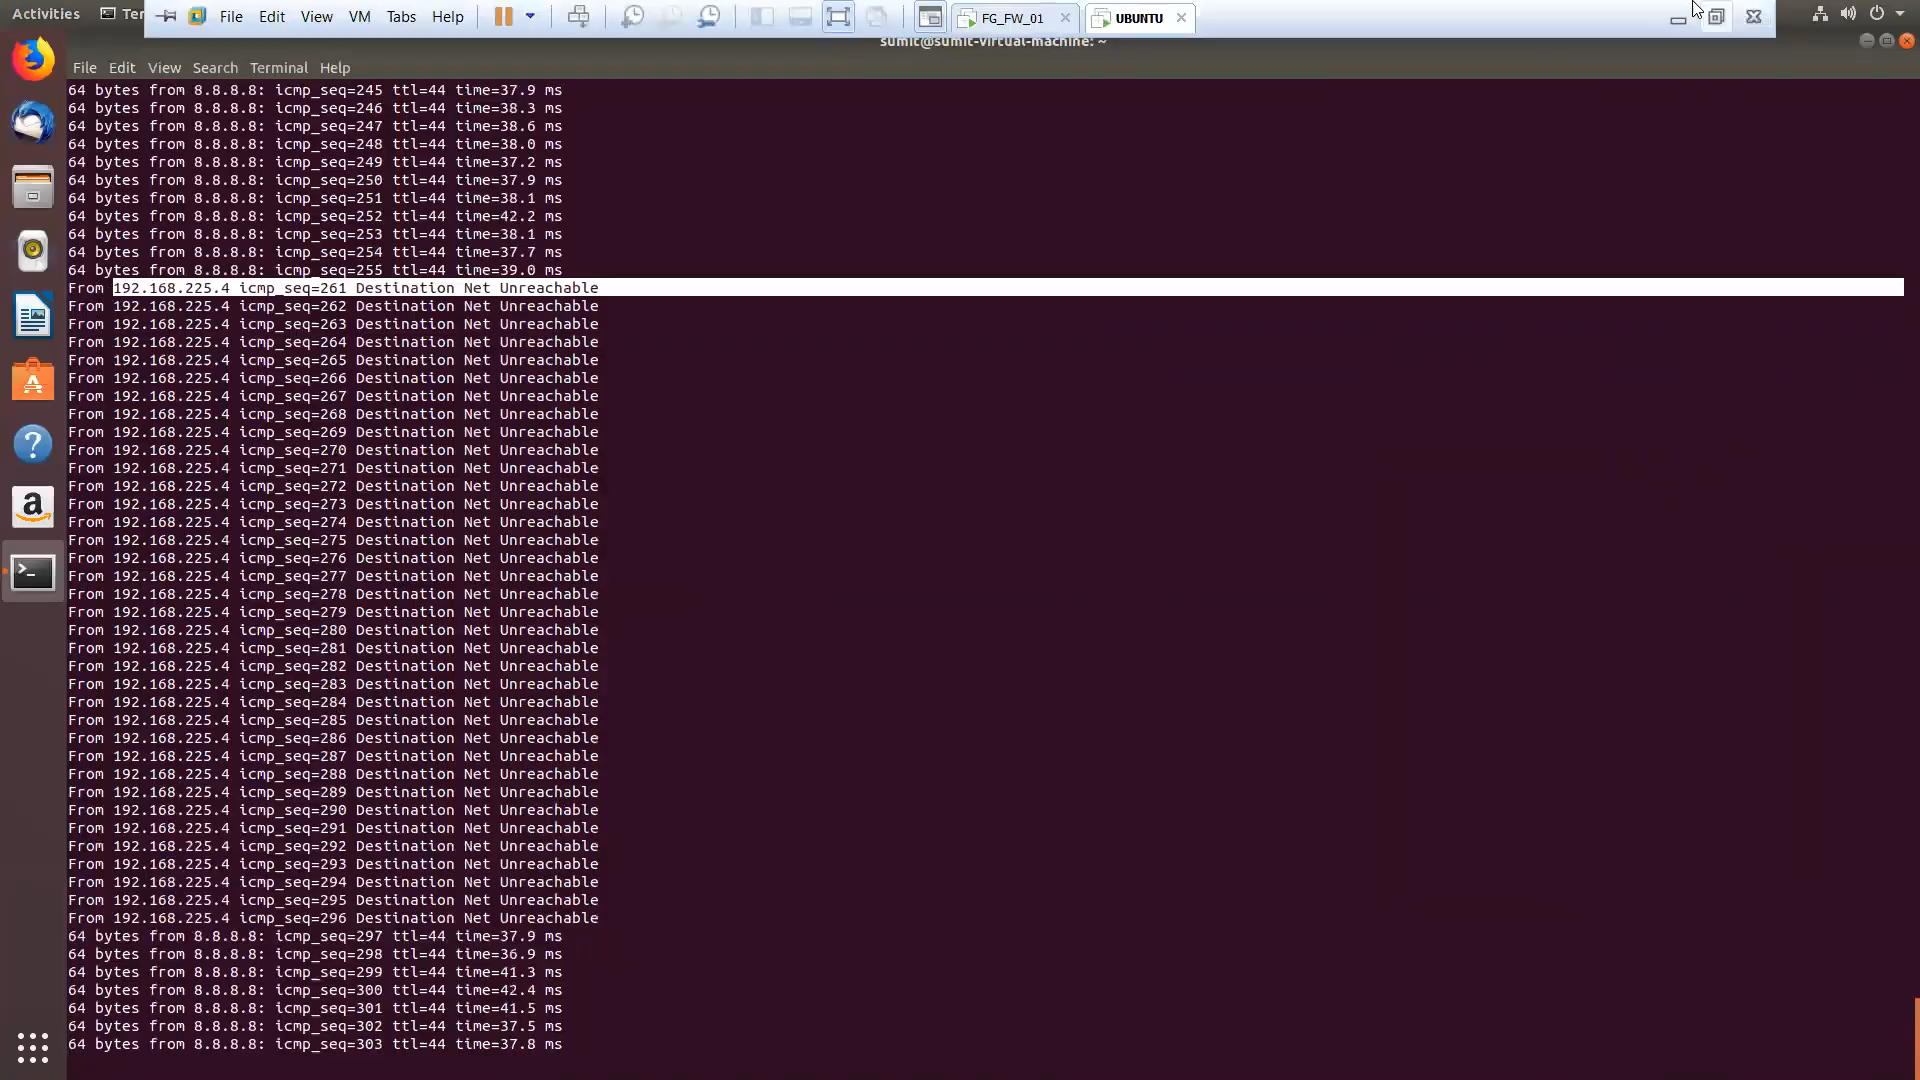 Activities Ter File Edit View VM Tabs Help FG_FW_01 UBUNTU
sumit@sumit-virtual-machine: ~
File Edit View Search Terminal Help
64 bytes from 8.8.8.8: icmp_seq=245 ttl=44 time=37.9 ms
64 bytes from 8.8.8.8: icmp_seq=246 ttl=44 time=38.3 ms
64 bytes from 8.8.8.8: icmp_seq=247 ttl=44 time=38.6 ms
64 bytes from 8.8.8.8: icmp_seq=248 ttl=44 time=38.0 ms
64 bytes from 8.8.8.8: icmp_seq=249 ttl=44 time=37.2 ms
64 bytes from 8.8.8.8: icmp_seq=250 ttl=44 time=37.9 ms
64 bytes from 8.8.8.8: icmp_seq=251 ttl=44 time=38.1 ms
64 bytes from 8.8.8.8: icmp_seq=252 ttl=44 time=42.2 ms
64 bytes from 8.8.8.8: icmp_seq=253 ttl=44 time=38.1 ms
64 bytes from 8.8.8.8: icmp_seq=254 ttl=44 time=37.7 ms
64 bytes from 8.8.8.8: icmp_seq=255 ttl=44 time=39.0 ms
From 192.168.225.4 icmp_seq=261 Destination Net Unreachable
From 192.168.225.4 icmp_seq=262 Destination Net Unreachable
From 192.168.225.4 icmp_seq=263 Destination Net Unreachable
From 192.168.225.4 icmp_seq=264 Destination Net Unreachable
From 192.168.225.4 icmp_seq=265 Destination Net Unreachable
From 192.168.225.4 icmp_seq=266 Destination Net Unreachable
From 192.168.225.4 icmp_seq=267 Destination Net Unreachable
From 192.168.225.4 icmp_seq=268 Destination Net Unreachable
From 192.168.225.4 icmp_seq=269 Destination Net Unreachable
From 192.168.225.4 icmp_seq=270 Destination Net Unreachable
From 192.168.225.4 icmp_seq=271 Destination Net Unreachable
From 192.168.225.4 icmp_seq=272 Destination Net Unreachable
From 192.168.225.4 icmp_seq=273 Destination Net Unreachable
From 192.168.225.4 icmp_seq=274 Destination Net Unreachable
From 192.168.225.4 icmp_seq=275 Destination Net Unreachable
From 192.168.225.4 icmp_seq=276 Destination Net Unreachable
From 192.168.225.4 icmp_seq=277 Destination Net Unreachable
From 192.168.225.4 icmp_seq=278 Destination Net Unreachable
From 192.168.225.4 icmp_seq=279 Destination Net Unreachable
From 192.168.225.4 icmp_seq=280 Destination Net Unreachable
From 192.168.225.4 icmp_seq=281 Destination Net Unreachable
From 192.168.225.4 icmp_seq=282 Destination Net Unreachable
From 192.168.225.4 icmp_seq=283 Destination Net Unreachable
From 192.168.225.4 icmp_seq=284 Destination Net Unreachable
From 192.168.225.4 icmp_seq=285 Destination Net Unreachable
From 192.168.225.4 icmp_seq=286 Destination Net Unreachable
From 192.168.225.4 icmp_seq=287 Destination Net Unreachable
From 192.168.225.4 icmp_seq=288 Destination Net Unreachable
From 192.168.225.4 icmp_seq=289 Destination Net Unreachable
From 192.168.225.4 icmp_seq=290 Destination Net Unreachable
From 192.168.225.4 icmp_seq=291 Destination Net Unreachable
From 192.168.225.4 icmp_seq=292 Destination Net Unreachable
From 192.168.225.4 icmp_seq=293 Destination Net Unreachable
From 192.168.225.4 icmp_seq=294 Destination Net Unreachable
From 192.168.225.4 icmp_seq=295 Destination Net Unreachable
From 192.168.225.4 icmp_seq=296 Destination Net Unreachable
64 bytes from 8.8.8.8: icmp_seq=297 ttl=44 time=37.9 ms
64 bytes from 8.8.8.8: icmp_seq=298 ttl=44 time=36.9 ms
64 bytes from 8.8.8.8: icmp_seq=299 ttl=44 time=41.3 ms
64 bytes from 8.8.8.8: icmp_seq=300 ttl=44 time=42.4 ms
64 bytes from 8.8.8.8: icmp_seq=301 ttl=44 time=41.5 ms
64 bytes from 8.8.8.8: icmp_seq=302 ttl=44 time=37.5 ms
64 bytes from 8.8.8.8: icmp_seq=303 ttl=44 time=37.8 ms